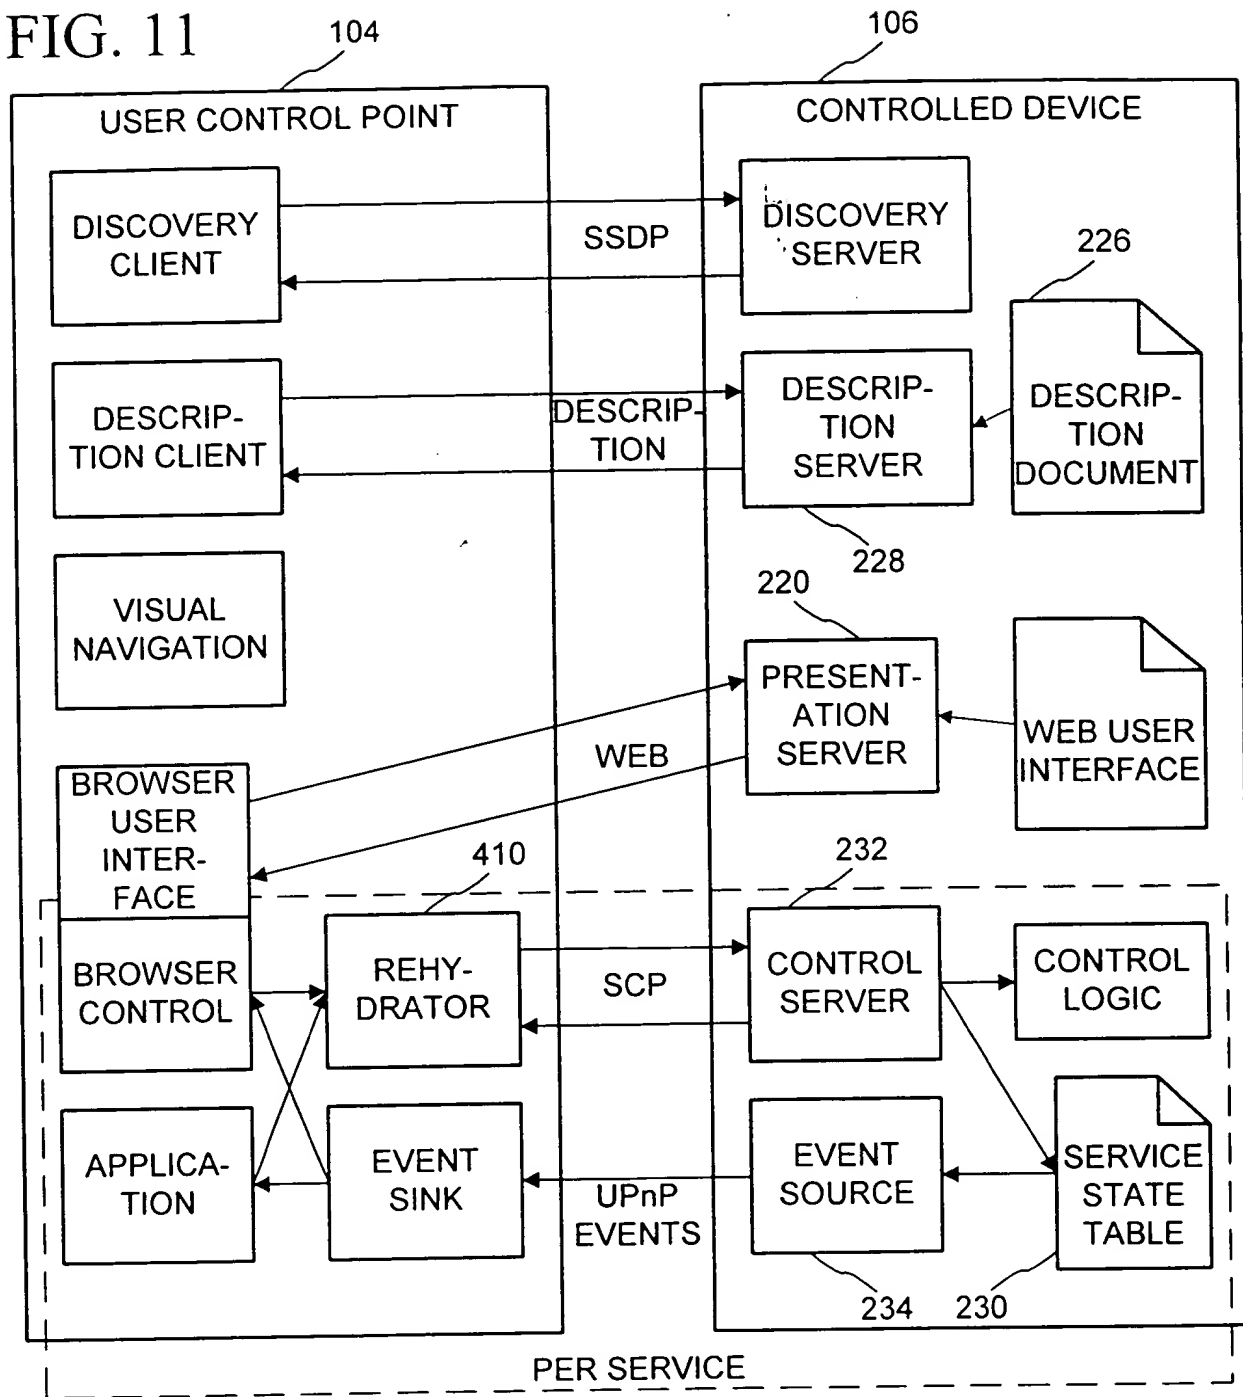 FIG. 11
104
106
USER CONTROL POINT
CONTROLLED DEVICE
DISCOVERY
CLIENT
SSDP
DISCOVERY
SERVER
226
DESCRIP-
TION CLIENT
DESCRIP-
TION
DESCRIP-
TION
SERVER
DESCRIP-
TION
DOCUMENT
228
VISUAL
NAVIGATION
220
PRESENT-
ATION
SERVER
WEB
WEB USER
INTERFACE
BROWSER
USER
INTER-
FACE
410
232
BROWSER
CONTROL
REHY-
DRATOR
SCP
CONTROL
SERVER
CONTROL
LOGIC
APPLICA-
TION
EVENT
SINK
UPnP
EVENTS
EVENT
SOURCE
SERVICE
STATE
TABLE
234
230
PER SERVICE